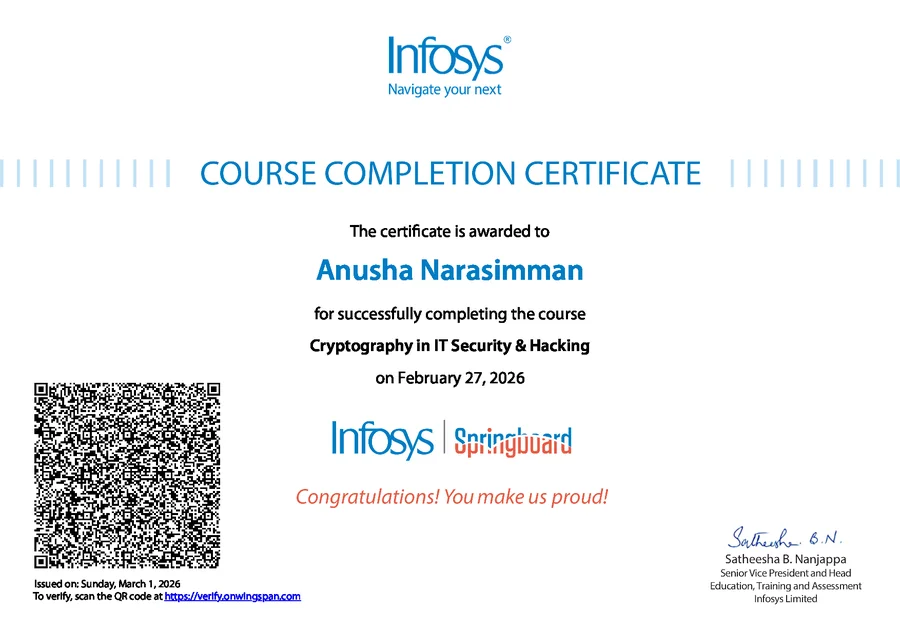 Infosys®
Navigate your next
COURSE COMPLETION CERTIFICATE
The certificate is awarded to
Anusha Narasimman
for successfully completing the course
Cryptography in IT Security & Hacking
on February 27, 2026
Infosys | Springboard
Congratulations! You make us proud!
Satheesha B.N.
Satheesha B. Nanjappa
Senior Vice President and Head
Education, Training and Assessment
Infosys Limited
Issued on: Sunday, March 1, 2026
To verify, scan the QR code at https://verify.onwingspan.com